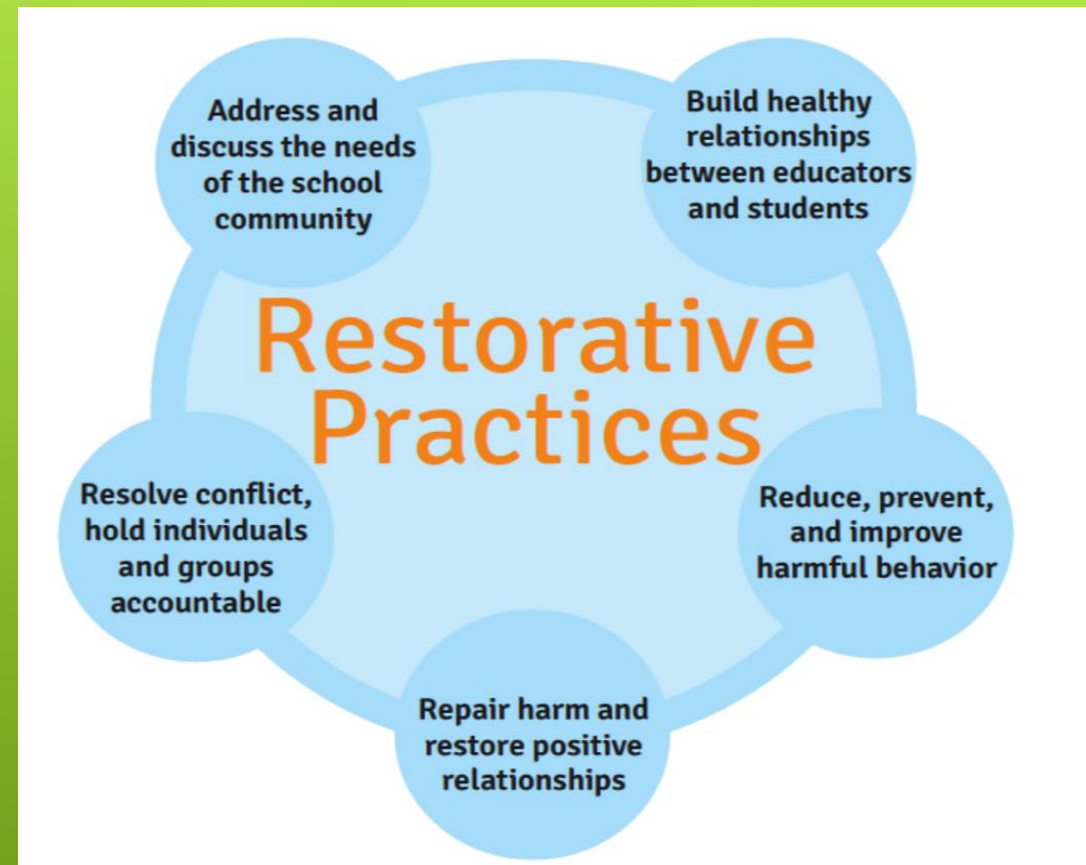 Address and
discuss the needs
of the school
community
Build healthy
relationships
between educators
and students
Restorative
Practices
Resolve conflict,
hold individuals
and groups
accountable
Reduce, prevent,
and improve
harmful behavior
Repair harm and
restore positive
relationships